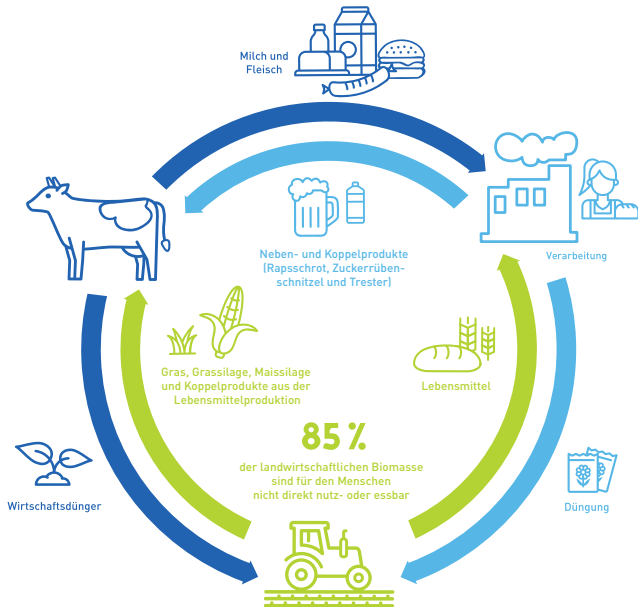 Milch und
Fleisch
Neben- und Koppelprodukte
(Rapsschrot, Zuckerrüben-
schnitzel und Trester)
Verarbeitung
Gras, Grassilage, Maissilage
und Koppelprodukte aus der
Lebensmittelproduktion
Lebensmittel
85 %
der landwirtschaftlichen Biomasse
sind für den Menschen
nicht direkt nutz- oder essbar
Wirtschaftsdünger
Düngung